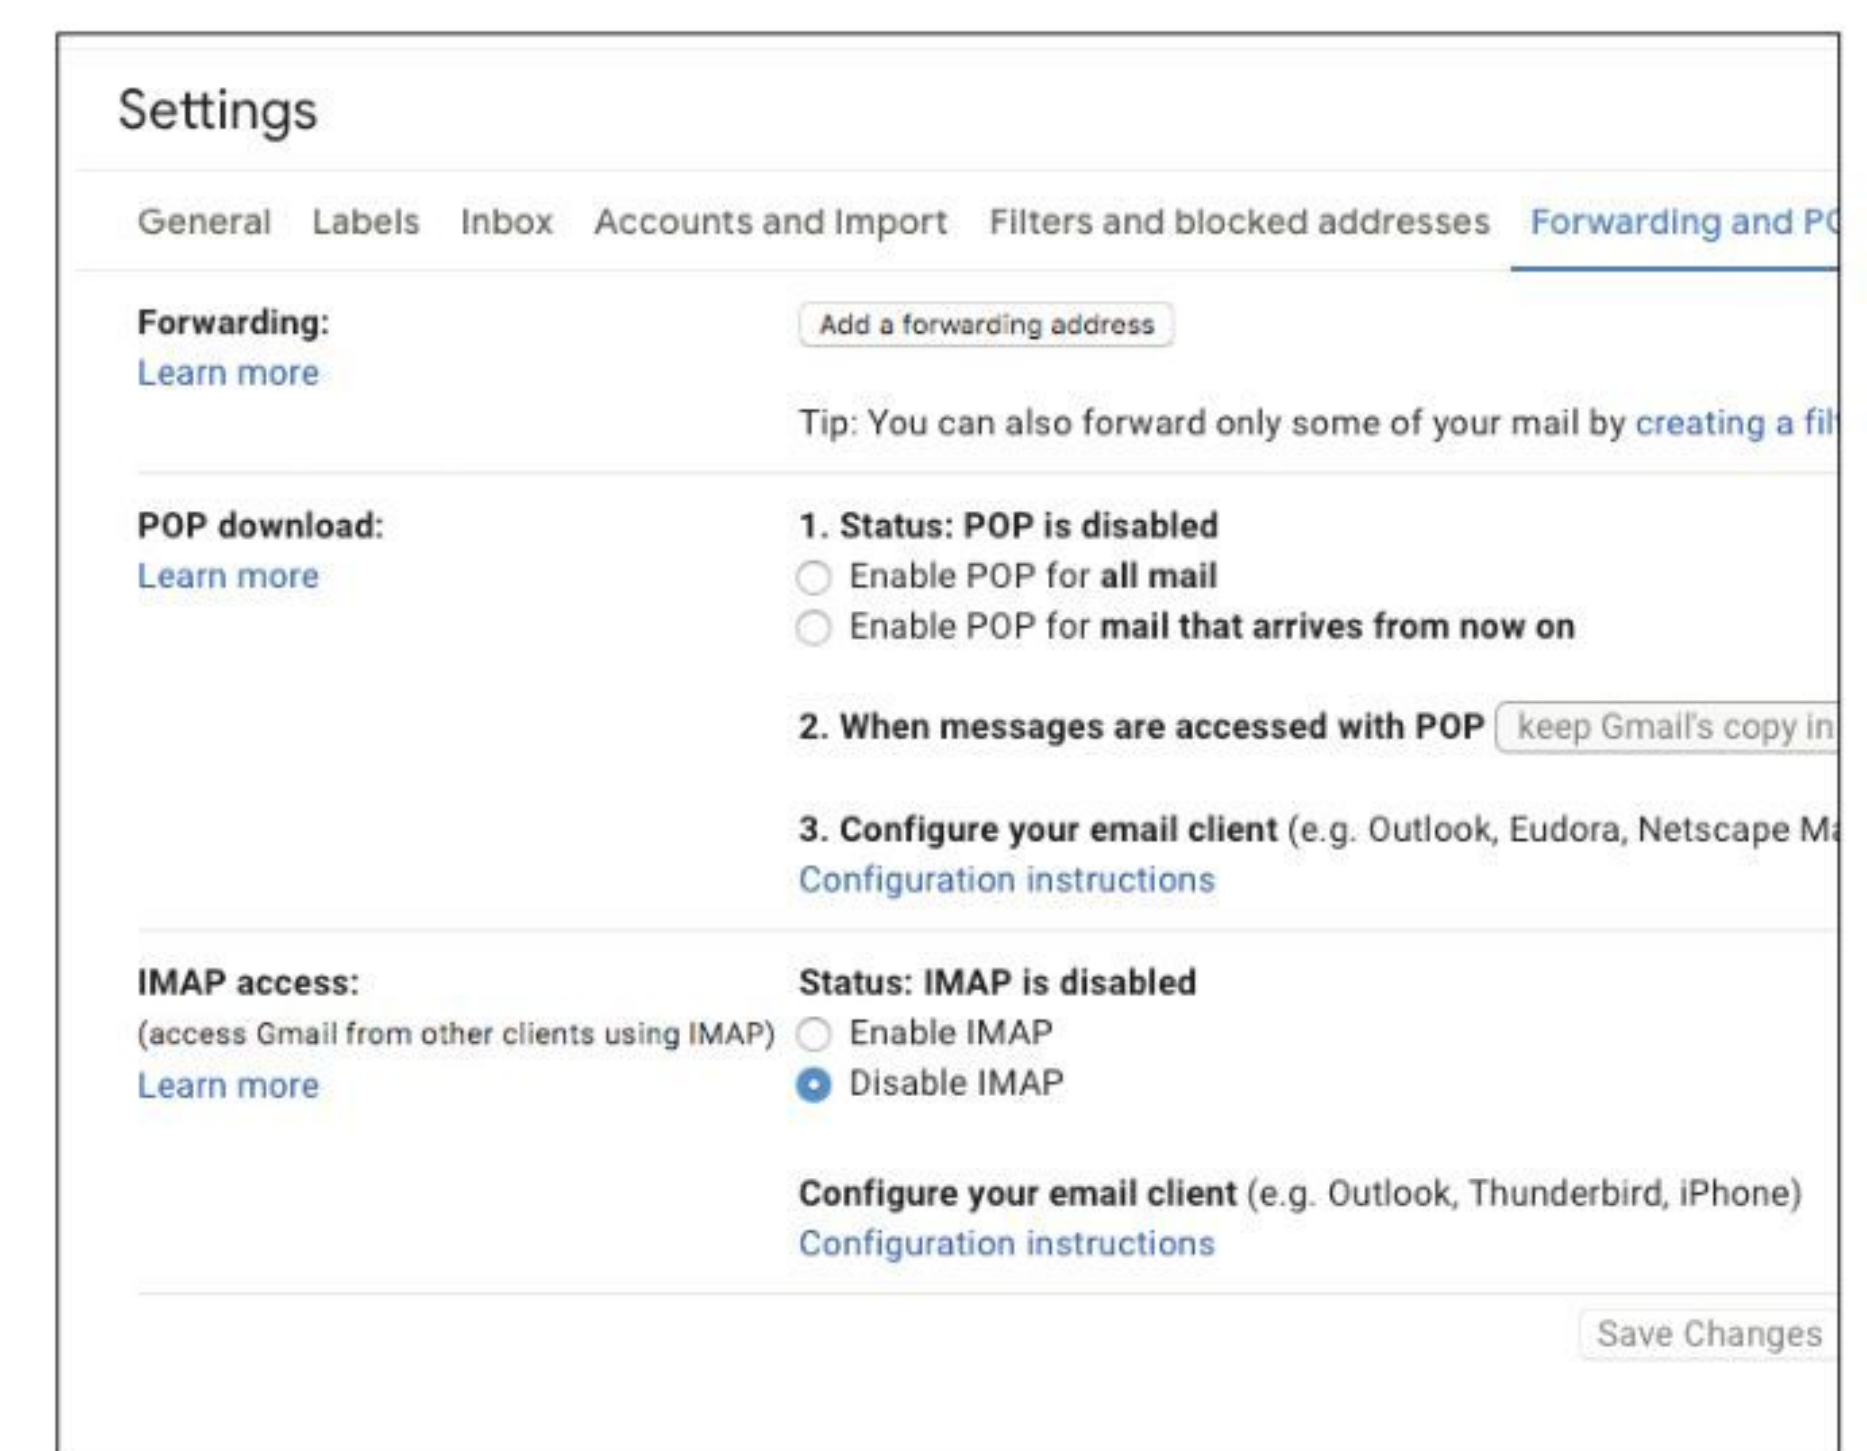 Settings
General Labels Inbox Accounts and Import Filters and blocked addresses Forwarding and
Forwarding:
Add a forwarding address
Learn more
Tip: You can also forward only some of your mail by creating a
POP download:
1. Status: POP is disabled
Learn more
Enable POP for all mail
Enable POP for mail that arrives from now on
2. When messages are accessed with POP keep Gmail's copy in
3. Configure your email client (e.g. Outlook, Eudora, Netscape
Configuration instructions
IMAP access:
Status: IMAP is disabled
(access Gmail from other clients using IMAP)
Enable IMAP
Learn more
Disable IMAP
Configure your email client (e.g. Outlook, Thunderbird, iPhone)
Configuration instructions
Save Changes